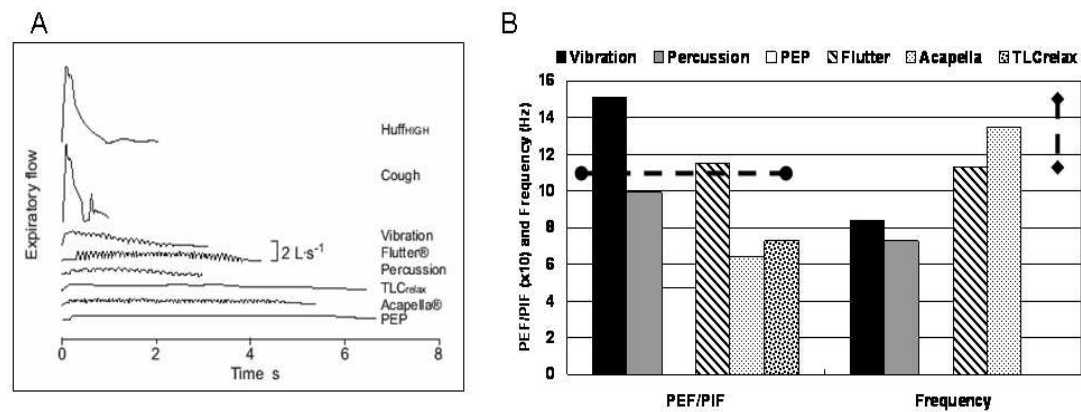 A
Expiratory flow
HuffHIGH
Cough
Vibration
Flutter®
2 L·s⁻¹
Percussion
TLCrelax
Acapella®
PEP
0 2 4 6 8
Time s
B
Vibration Percussion PEP Flutter Acapella TLCrelax
PEF/PIF (x10) and Frequency (Hz)
16
14
12
10
8
6
4
2
0
PEF/PIF Frequency